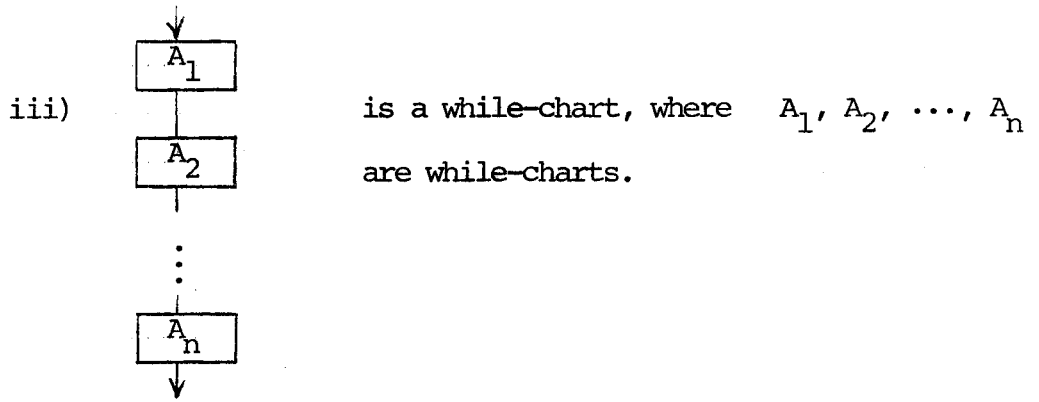 A₁
iii) is a while-chart, where A₁, A₂, ..., Aₙ
A₂
are while-charts.
⋮
Aₙ